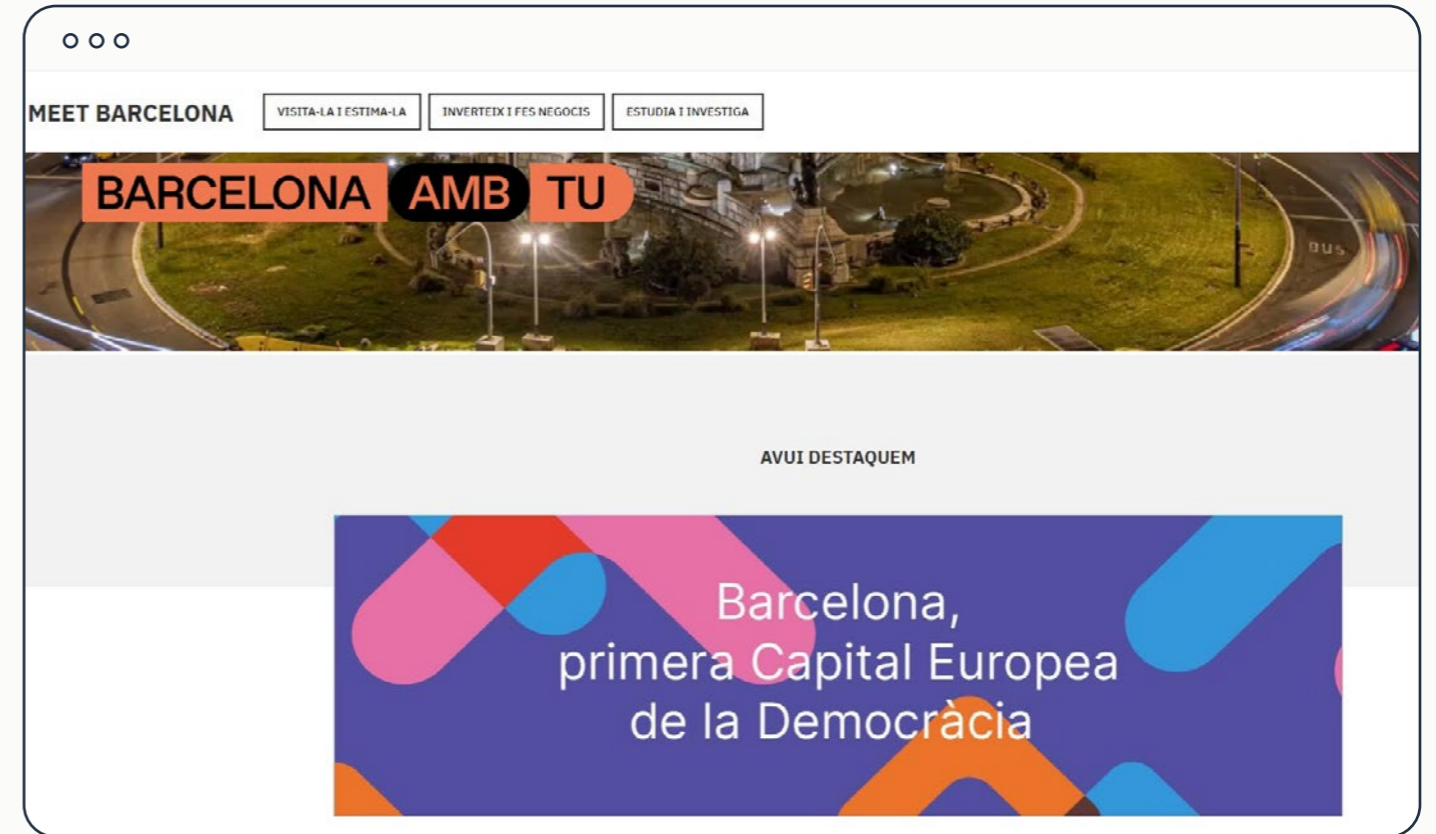 MEET BARCELONA
VISITA-LA I ESTIMA-LA
INVERTEIX I FES NEGOCIS
ESTUDIA I INVESTIGA
BARCELONA AMB TU
BUS
AVUI DESTAQUEM
Barcelona,
primera Capital Europea
de la Democràcia